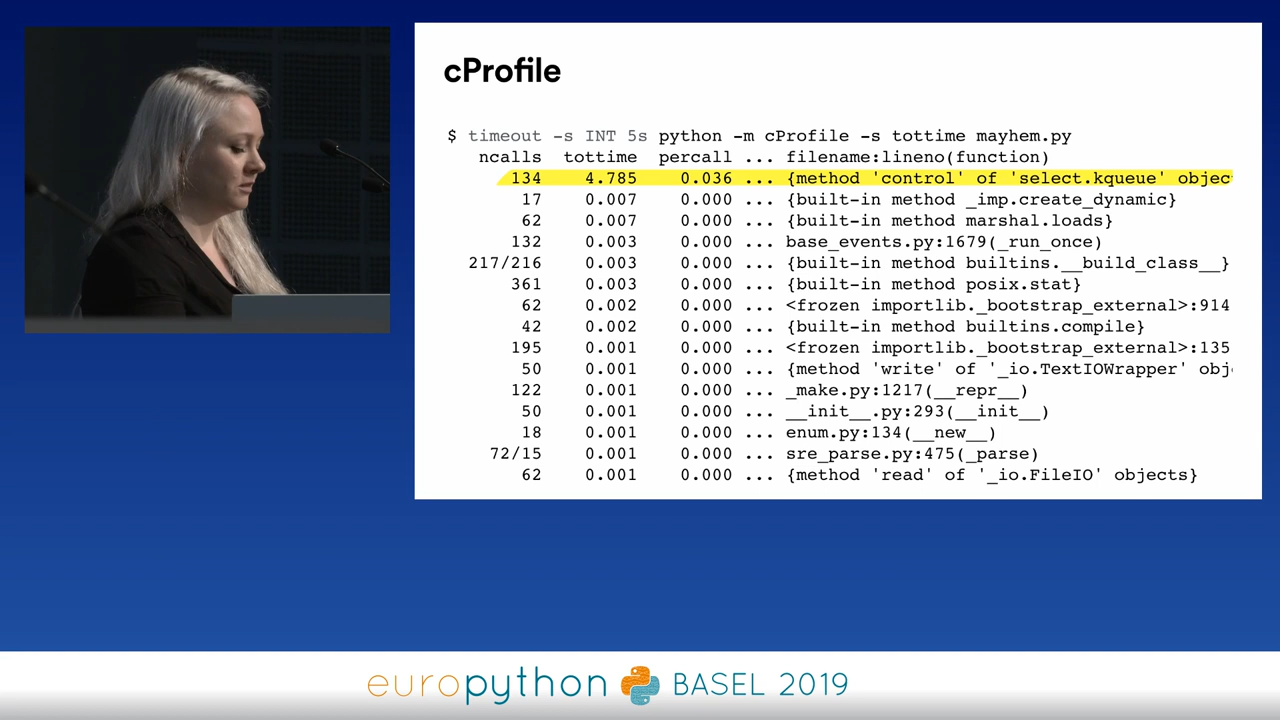 cProfile
$ timeout -s INT 5s python -m cProfile -s tottime mayhem.py
ncalls tottime percall ... filename:lineno(function)
134 4.785 0.036 ... {method 'control' of 'select.kqueue' objec
17 0.007 0.000 ... {built-in method _imp.create_dynamic}
62 0.007 0.000 ... {built-in method marshal.loads}
132 0.003 0.000 ... base_events.py:1679(_run_once)
217/216 0.003 0.000 ... {built-in method builtins.__build_class__}
361 0.003 0.000 ... {built-in method posix.stat}
62 0.002 0.000 ... <frozen importlib._bootstrap_external>:914
42 0.002 0.000 ... {built-in method builtins.compile}
195 0.001 0.000 ... <frozen importlib._bootstrap_external>:135
50 0.001 0.000 ... {method 'write' of '_io.TextIOWrapper' obj
122 0.001 0.000 ... _make.py:1217(__repr__)
50 0.001 0.000 ... __init__.py:293(__init__)
18 0.001 0.000 ... enum.py:134(__new__)
72/15 0.001 0.000 ... sre_parse.py:475(_parse)
62 0.001 0.000 ... {method 'read' of '_io.FileIO' objects}
europython BASEL 2019